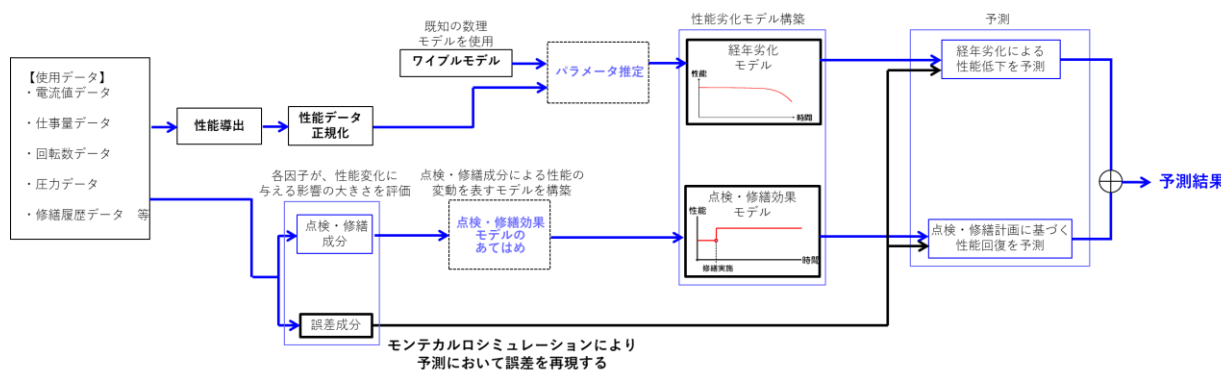 【使用データ】
・電流値データ
・仕事量データ
・回転数データ
・圧力データ
・修繕履歴データ 等
性能導出
性能データ
正規化
既知の数理
モデルを使用
ワイブルモデル
パラメータ推定
各因子が、性能変化に
与える影響の大きさを評価
点検・修繕
成分
誤差成分
点検・修繕成分による性能の
変動を表すモデルを構築
点検・修繕効果
モデルの
あてはめ
モンテカルロシミュレーションにより
予測において誤差を再現する
性能劣化モデル構築
経年劣化
モデル
性能
時間
点検・修繕効果
モデル
性能
時間
修繕実施
予測
経年劣化による
性能低下を予測
点検・修繕計画に基づく
性能回復を予測
予測結果